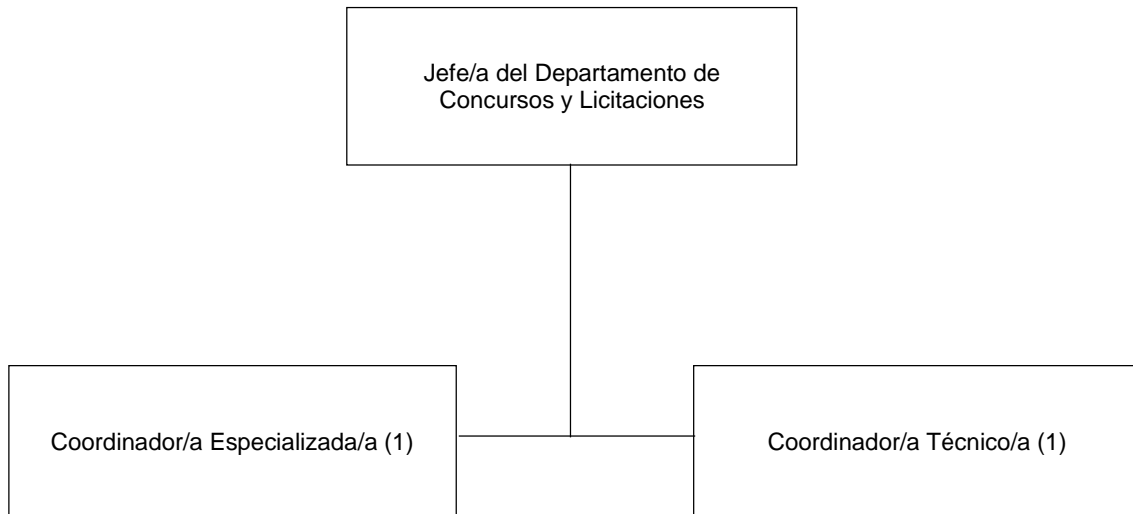 Jefe/a del Departamento de
Concursos y Licitaciones
Coordinador/a Especializada/a (1)
Coordinador/a Técnico/a (1)